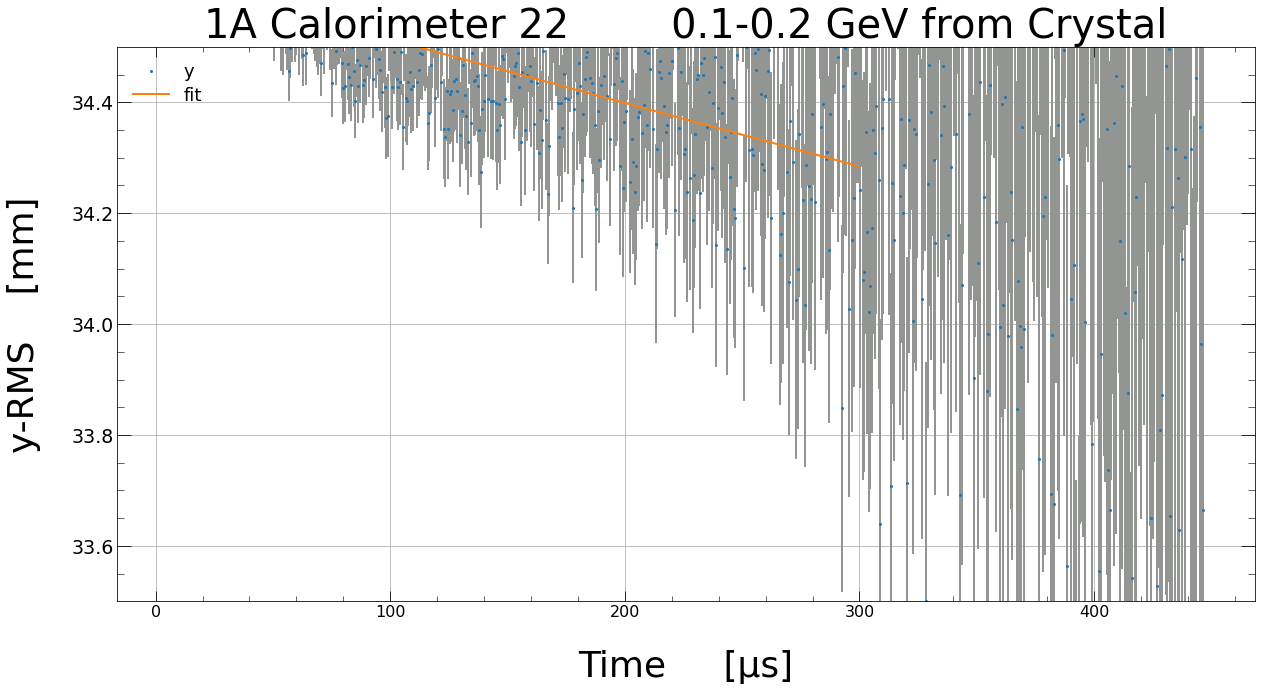 1A Calorimeter 22 0.1-0.2 GeV from Crystal
y
fit
34.4
34.2
34.0
33.8
33.6
y-RMS [mm]
0 100 200 300 400
Time [µs]